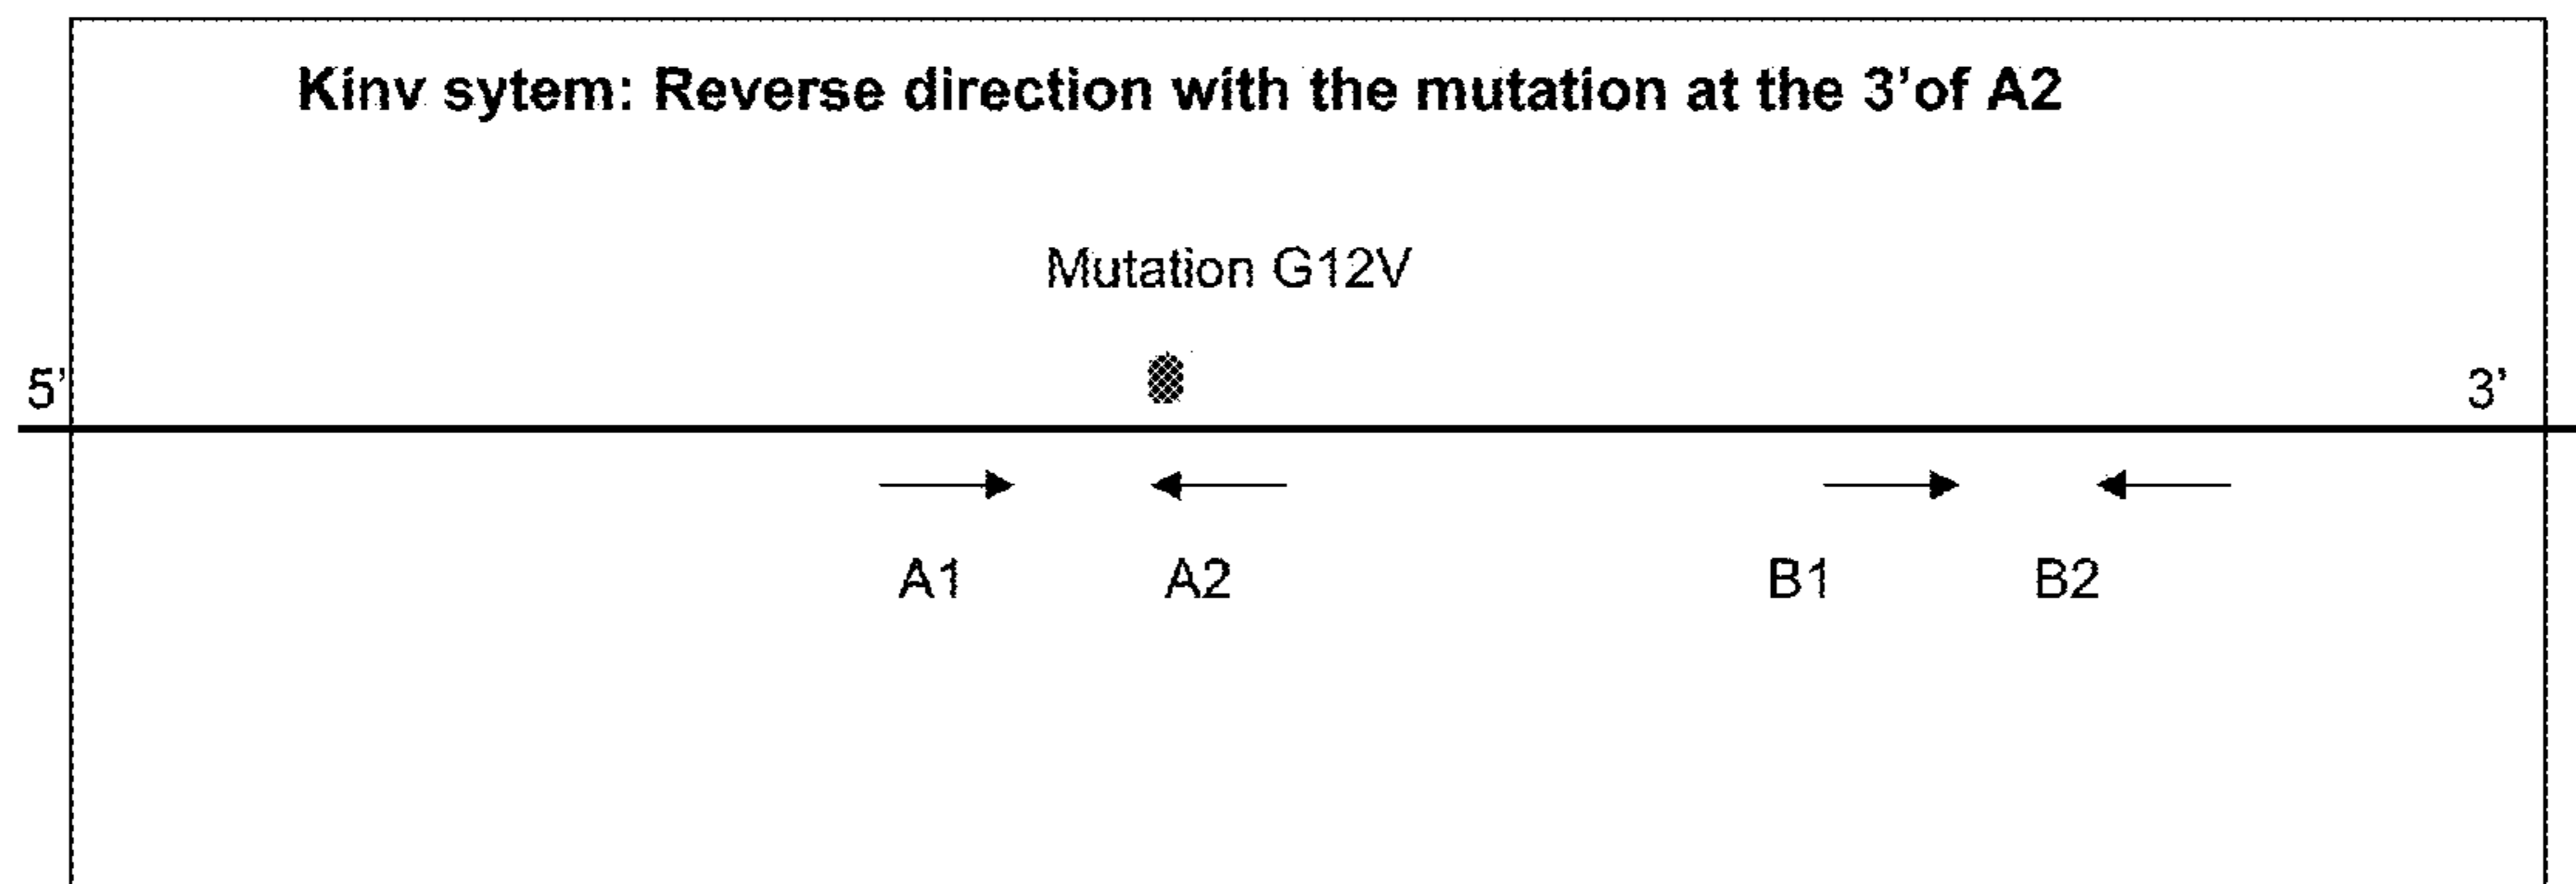 Kinv sytem: Reverse direction with the mutation at the 3'of A2
Mutation G12V
5' 3'
A1 A2 B1 B2